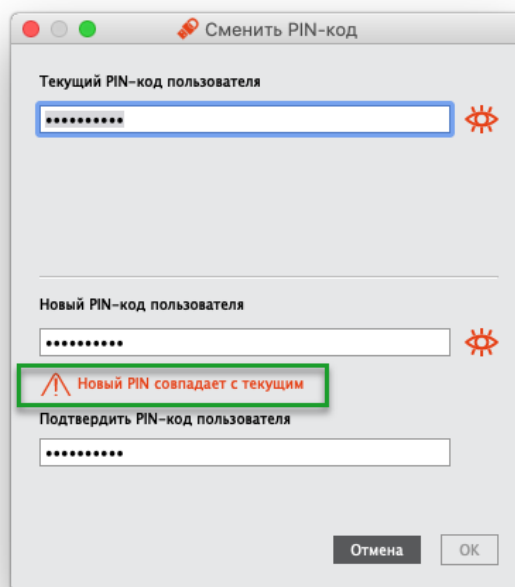 Сменить PIN-код
Текущий PIN-код пользователя
••••••••••
Новый PIN-код пользователя
••••••••••
Новый PIN совпадает с текущим
Подтвердить PIN-код пользователя
••••••••••
Отмена
OK